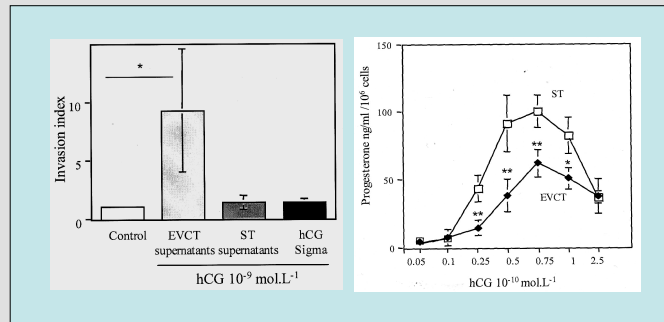 *
10
5
0
Invasion index
Control
EVCT
supernatants
ST
supernatants
hCG
Sigma
hCG 10⁻⁹ mol.L⁻¹
150
100
50
0
Progesterone ng/ml /10⁶ cells
ST
**
**
**
*
EVCT
0.05 0.1 0.25 0.5 0.75 1 2.5
hCG 10⁻¹⁰ mol.L⁻¹